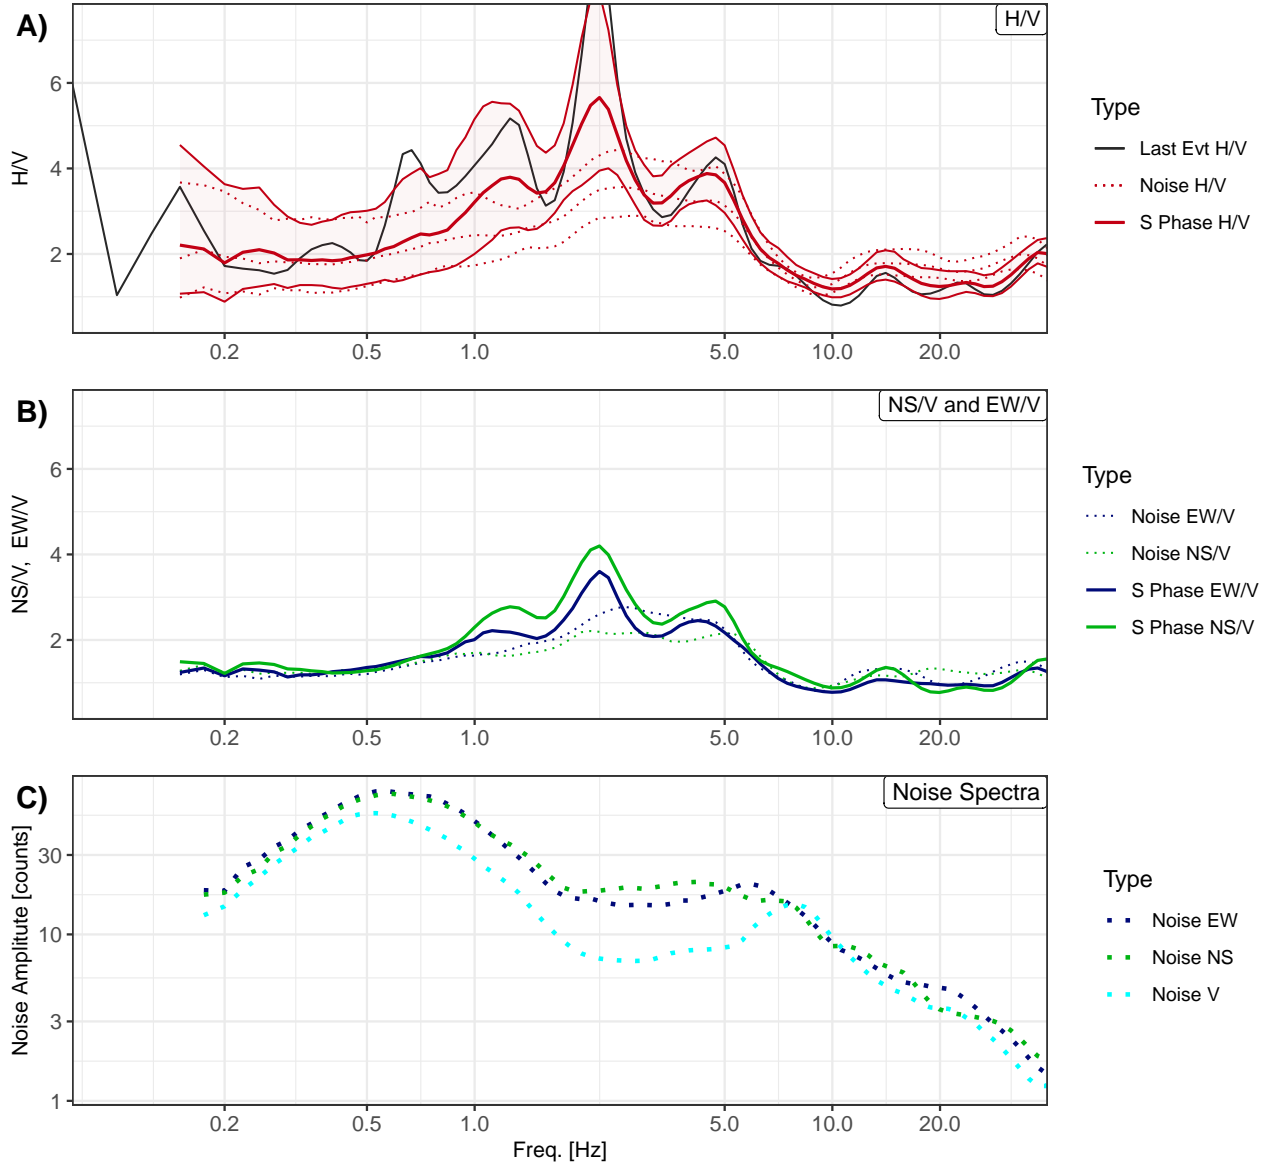 A)
H/V
H/V
6
4
2
0.2 0.5 1.0 5.0 10.0 20.0
Type
Last Evt H/V
Noise H/V
S Phase H/V
B)
NS/V and EW/V
NS/V, EW/V
6
4
2
0.2 0.5 1.0 5.0 10.0 20.0
Type
Noise EW/V
Noise NS/V
S Phase EW/V
S Phase NS/V
C)
Noise Spectra
Noise Amplitute [counts]
30
10
3
1
0.2 0.5 1.0 5.0 10.0 20.0
Freq. [Hz]
Type
Noise EW
Noise NS
Noise V